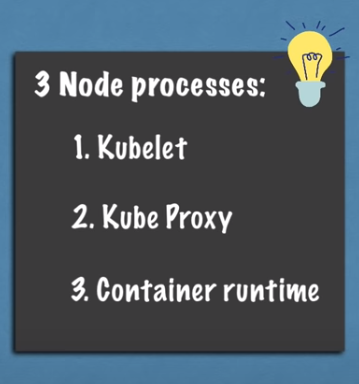 3 Node processes:
1. Kubelet
2. Kube Proxy
3. Container runtime